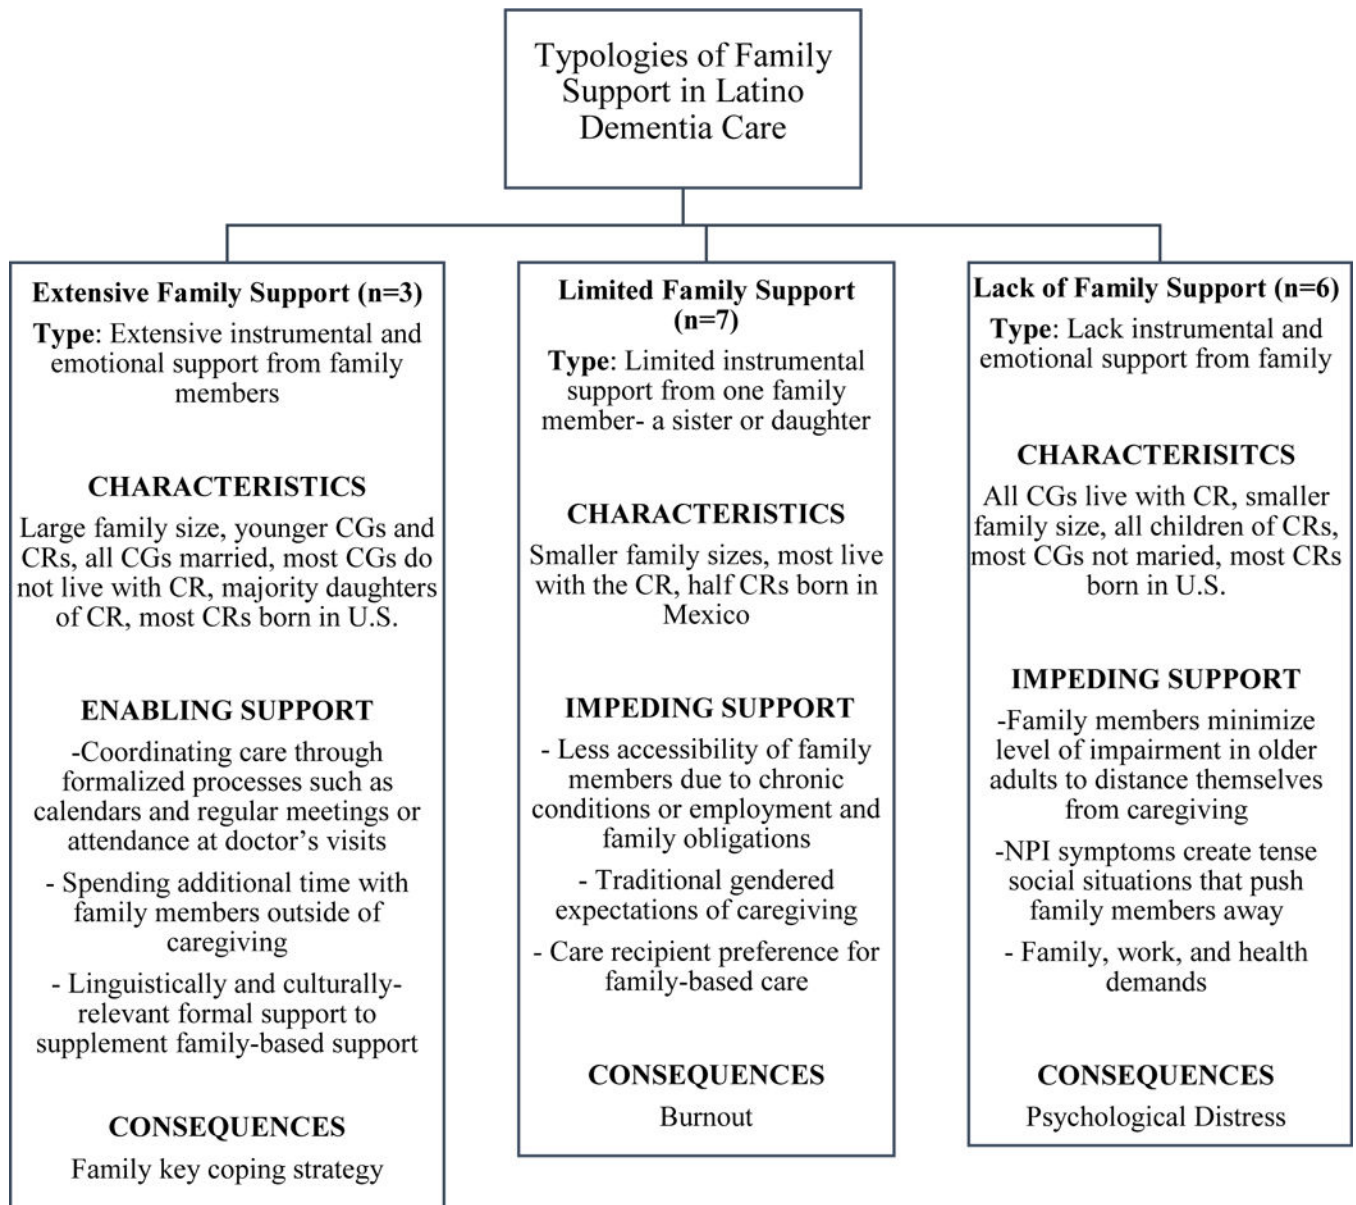 Typologies of Family
Support in Latino
Dementia Care
Extensive Family Support (n=3)
Type: Extensive instrumental and
emotional support from family
members
CHARACTERISTICS
Large family size, younger CGs and
CRs, all CGs married, most CGs do
not live with CR, majority daughters
of CR, most CRs born in U.S.
ENABLING SUPPORT
-Coordinating care through
formalized processes such as
calendars and regular meetings or
attendance at doctor's visits
- Spending additional time with
family members outside of
caregiving
- Linguistically and culturally-
relevant formal support to
supplement family-based support
CONSEQUENCES
Family key coping strategy
Limited Family Support
(n=7)
Type: Limited instrumental
support from one family
member- a sister or daughter
CHARACTERISTICS
Smaller family sizes, most live
with the CR, half CRs born in
Mexico
IMPEDING SUPPORT
- Less accessibility of family
members due to chronic
conditions or employment and
family obligations
- Traditional gendered
expectations of caregiving
- Care recipient preference for
family-based care
CONSEQUENCES
Burnout
Lack of Family Support (n=6)
Type: Lack instrumental and
emotional support from family
CHARACTERISITCS
All CGs live with CR, smaller
family size, all children of CRs,
most CGs not maried, most CRs
born in U.S.
IMPEDING SUPPORT
-Family members minimize
level of impairment in older
adults to distance themselves
from caregiving
-NPI symptoms create tense
social situations that push
family members away
- Family, work, and health
demands
CONSEQUENCES
Psychological Distress